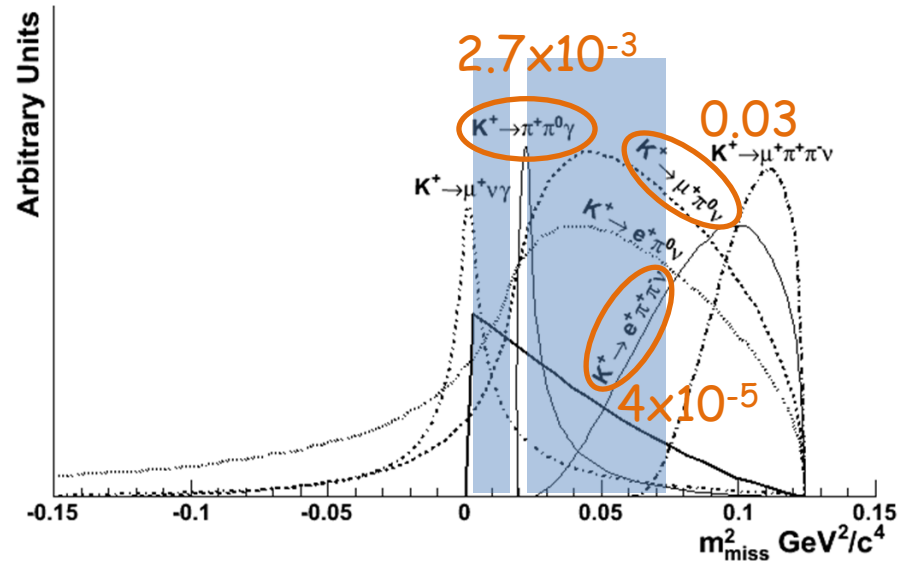 Arbitrary Units
2.7×10⁻³
K⁺→π⁺π⁰γ
0.03
K⁺→μ⁺π⁺π⁻ν
K⁺→μ⁺π⁰ν
K⁺→μ⁺νγ
K⁺→e⁺π⁰ν
K⁺→e⁺π⁺π⁻ν
4×10⁻⁵
-0.15 -0.1 -0.05 0 0.05 0.1 0.15
m²miss GeV²/c⁴